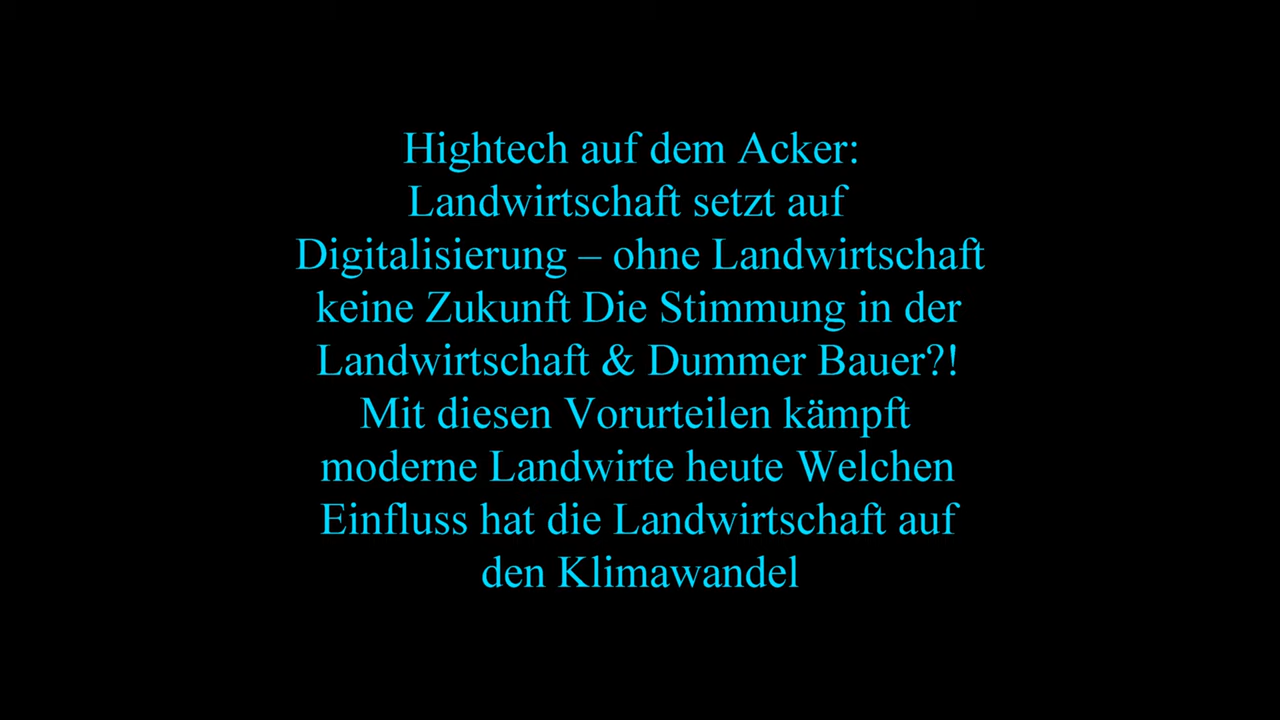 Hightech auf dem Acker:
Landwirtschaft setzt auf
Digitalisierung – ohne Landwirtschaft
keine Zukunft Die Stimmung in der
Landwirtschaft & Dummer Bauer?!
Mit diesen Vorurteilen kämpft
moderne Landwirte heute Welchen
Einfluss hat die Landwirtschaft auf
den Klimawandel